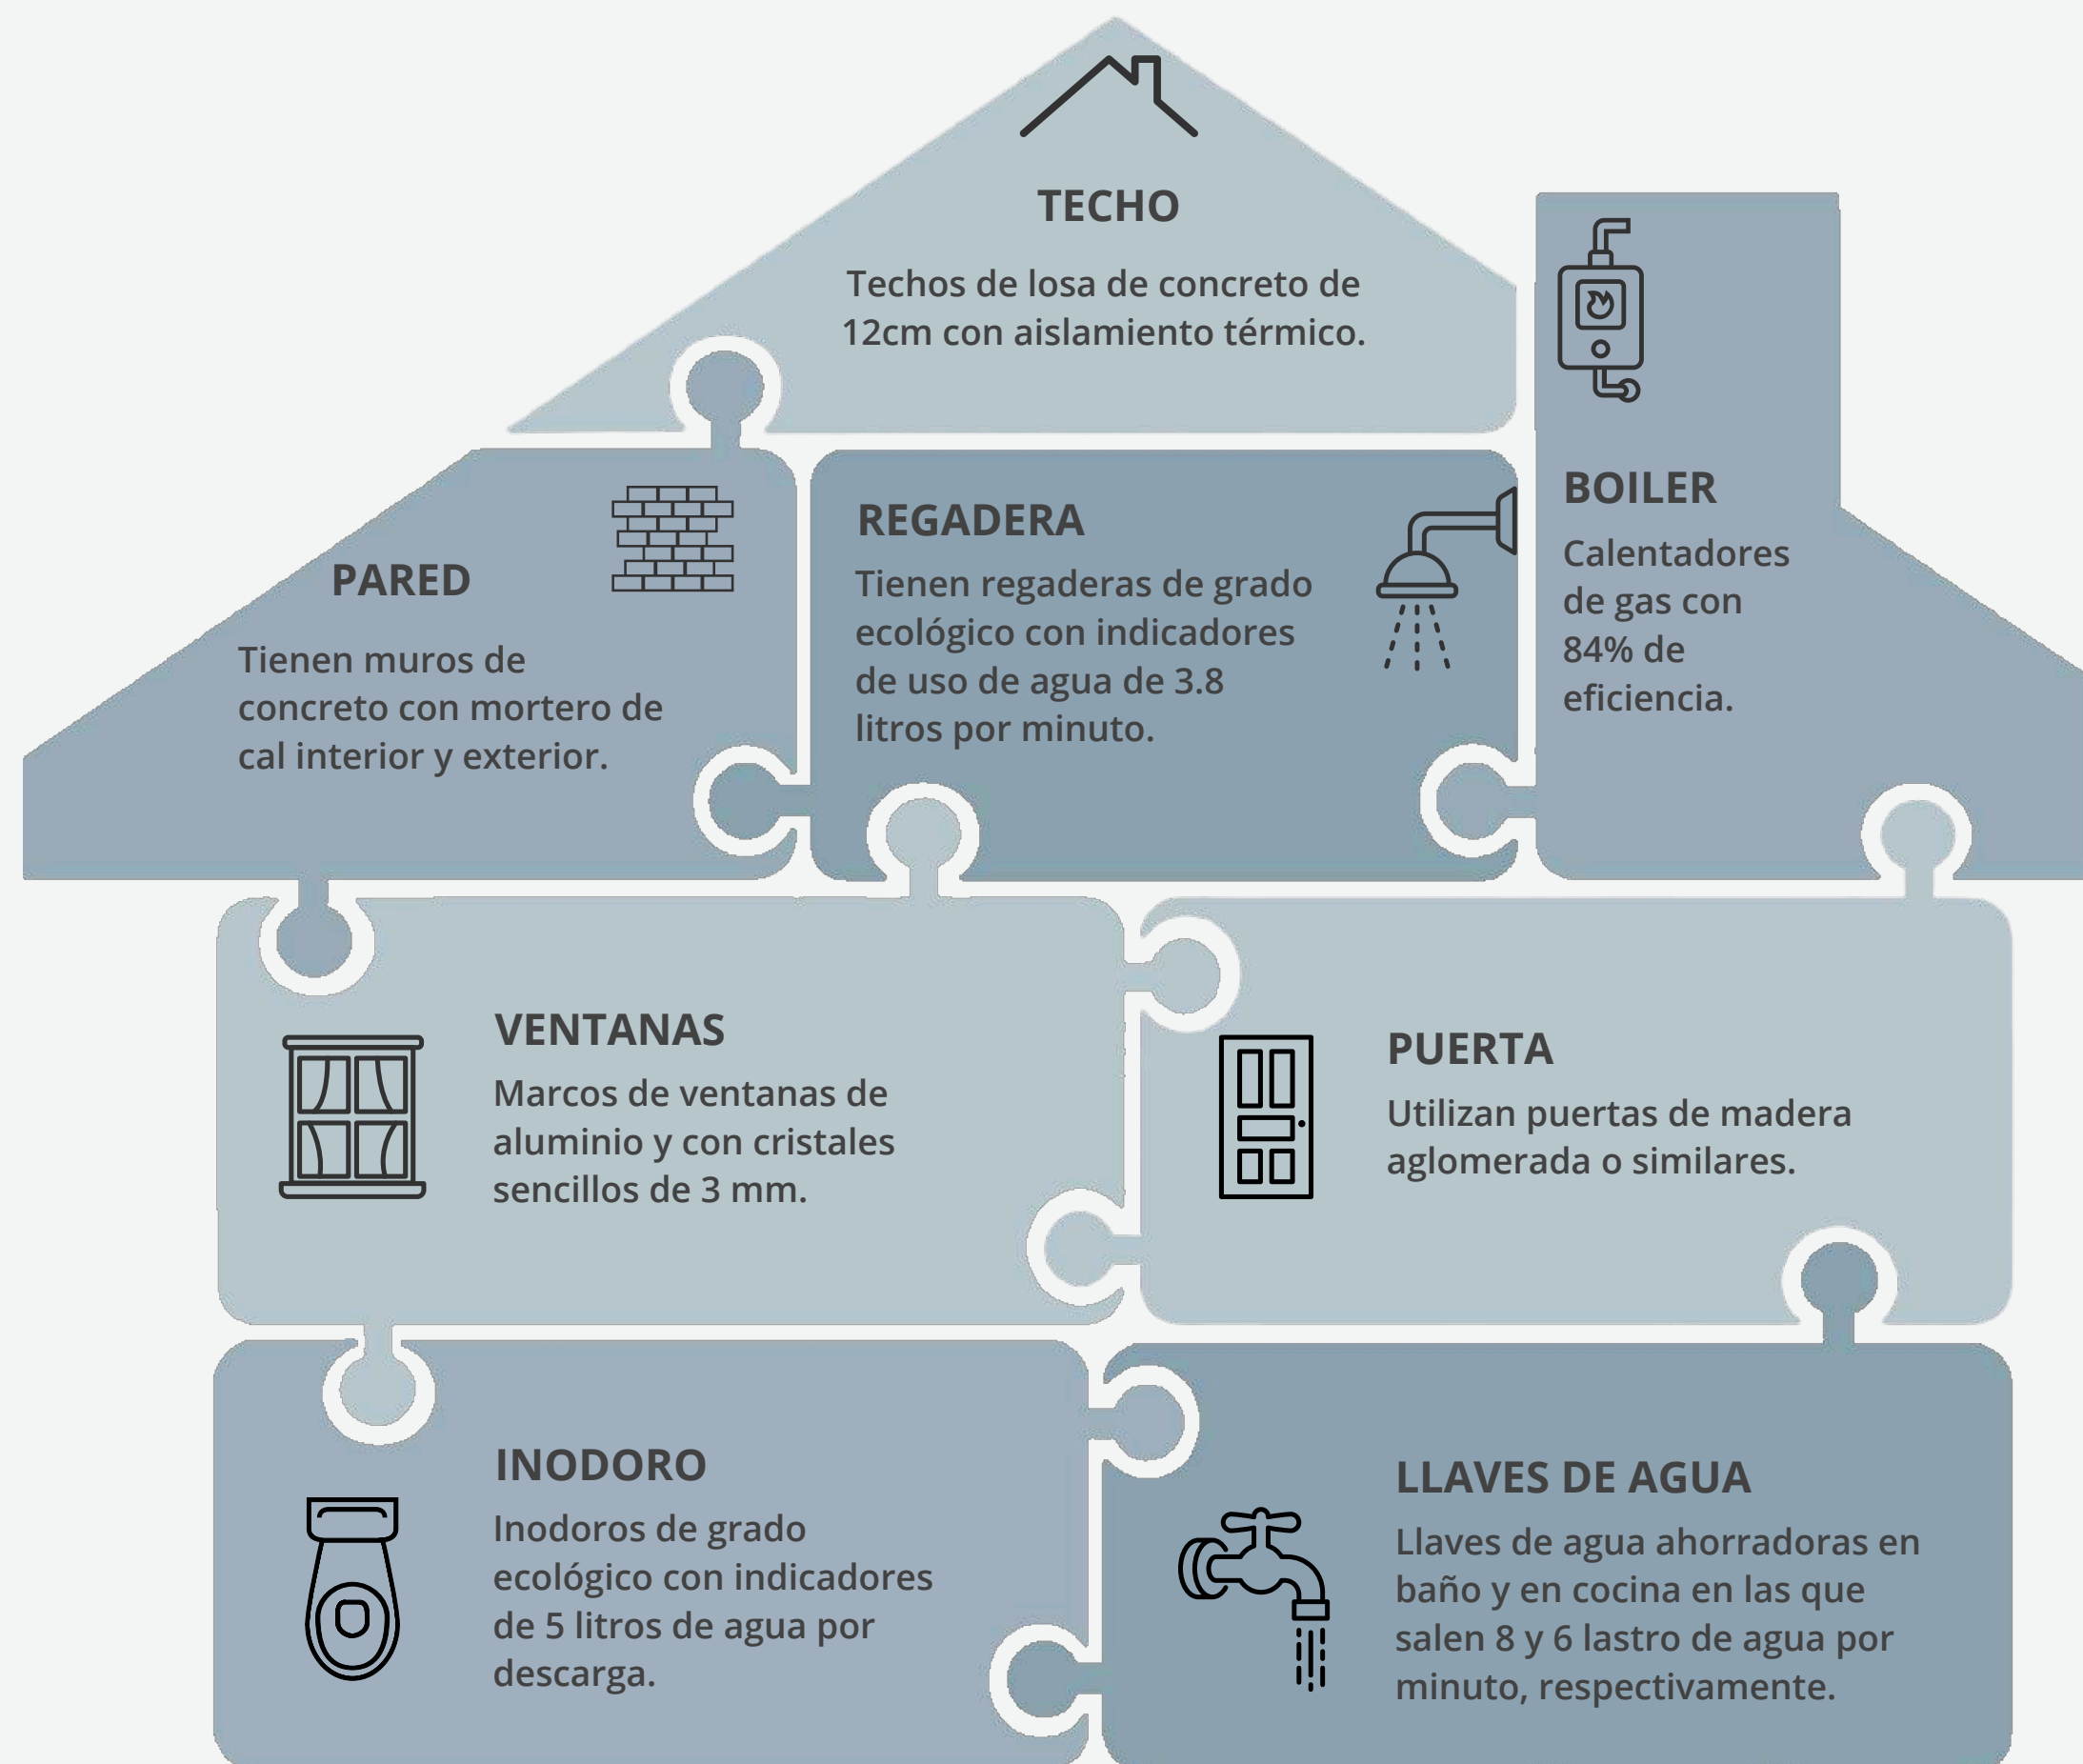 TECHO
Techos de losa de concreto de
12cm con aislamiento térmico.
PARED
Tienen muros de
concreto con mortero de
cal interior y exterior.
REGADERA
Tienen regaderas de grado
ecológico con indicadores
de uso de agua de 3.8
litros por minuto.
BOILER
Calentadores
de gas con
84% de
eficiencia.
VENTANAS
Marcos de ventanas de
aluminio y con cristales
sencillos de 3 mm.
PUERTA
Utilizan puertas de madera
aglomerada o similares.
INODORO
Inodoros de grado
ecológico con indicadores
de 5 litros de agua por
descarga.
LLAVES DE AGUA
Llaves de agua ahorradoras en
baño y en cocina en las que
salen 8 y 6 lastro de agua por
minuto, respectivamente.